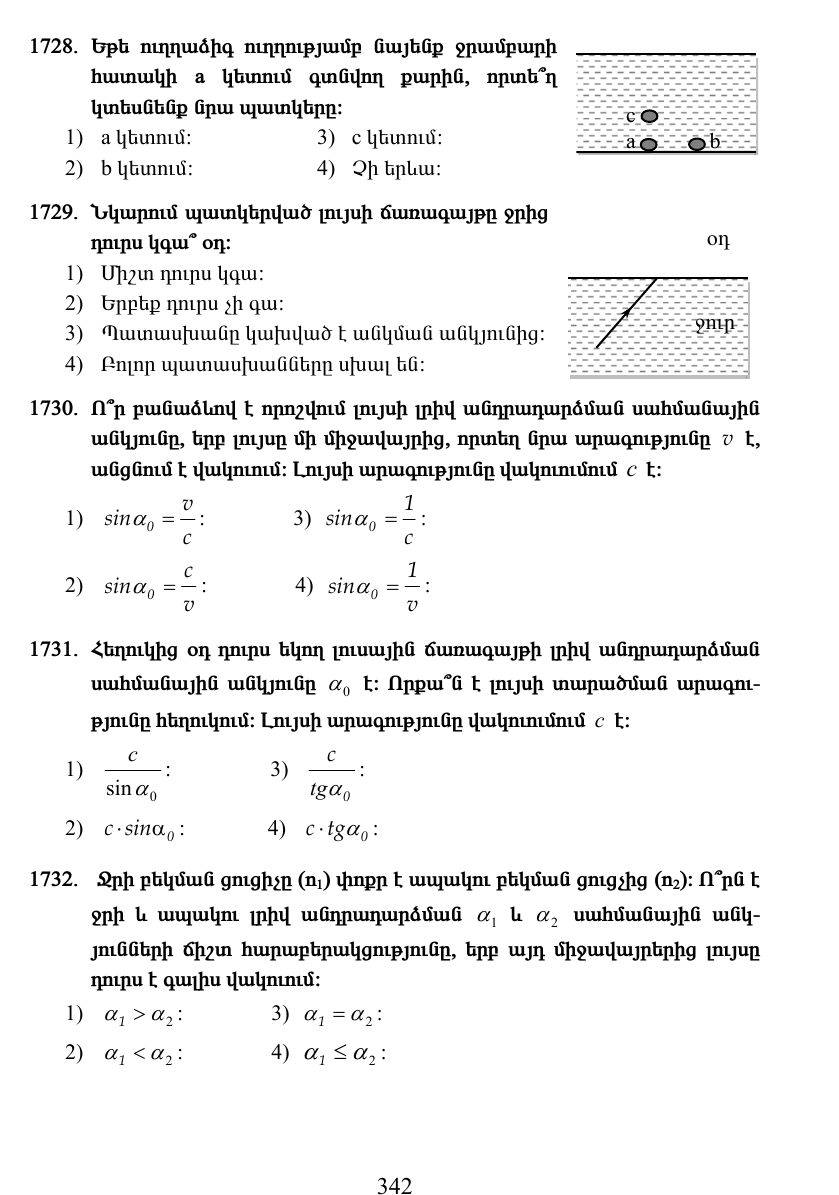 1728. Եթե ուղղաձիգ ուղղությամբ նայենք ջրամբարի
հատակի a կետում գտնվող քարին, որտե՞ղ
կտեսնենք նրա պատկերը:
1) a կետում: 3) c կետում:
2) b կետում: 4) Չի երևա:
c
a b
1729. Նկարում պատկերված լույսի ճառագայթը ջրից
դուրս կգա՞ օդ:
1) Միշտ դուրս կգա:
2) Երբեք դուրս չի գա:
3) Պատասխանը կախված է անկման անկյունից:
4) Բոլոր պատասխանները սխալ են:
օդ
ջուր
1730. Ո՞ր բանաձևով է որոշվում լույսի լրիվ անդրադարձման սահմանային
անկյունը, երբ լույսը մի միջավայրից, որտեղ նրա արագությունը v է,
անցնում է վակուում: Լույսի արագությունը վակուումում c է:
1) sinα₀ = v/c : 3) sinα₀ = 1/c :
2) sinα₀ = c/v : 4) sinα₀ = 1/v :
1731. Հեղուկից օդ դուրս եկող լուսային ճառագայթի լրիվ անդրադարձման
սահմանային անկյունը α₀ է: Որքա՞ն է լույսի տարածման արագու-
թյունը հեղուկում: Լույսի արագությունը վակուումում c է:
1) c/sin α₀ : 3) c/tgα₀ :
2) c·sinα₀ : 4) c·tgα₀ :
1732. Ջրի բեկման ցուցիչը (n₁) փոքր է ապակու բեկման ցուցչից (n₂): Ո՞րն է
ջրի և ապակու լրիվ անդրադարձման α₁ և α₂ սահմանային անկ-
յունների ճիշտ հարաբերակցությունը, երբ այդ միջավայրերից լույսը
դուրս է գալիս վակուում:
1) α₁ > α₂ : 3) α₁ = α₂ :
2) α₁ < α₂ : 4) α₁ ≤ α₂ :
342